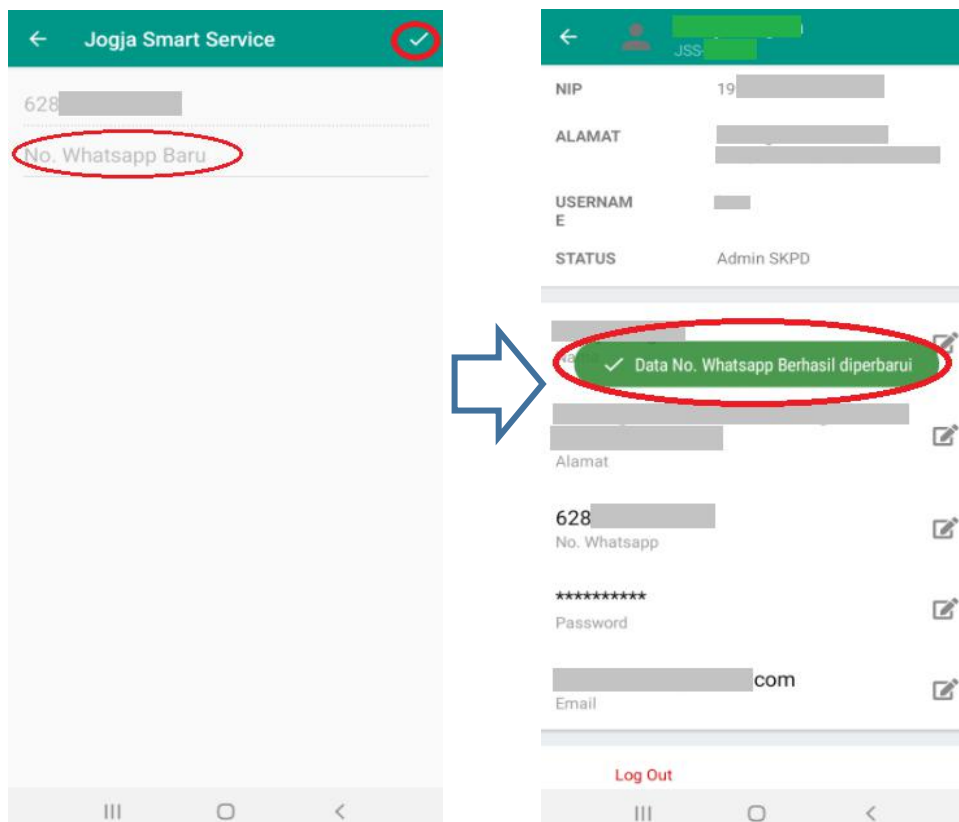 Jogja Smart Service
628
No. Whatsapp Baru
JSS-
NIP 19
ALAMAT
USERNAM
E
STATUS Admin SKPD
Data No. Whatsapp Berhasil diperbarui
Alamat
628
No. Whatsapp
**********
Password
com
Email
Log Out